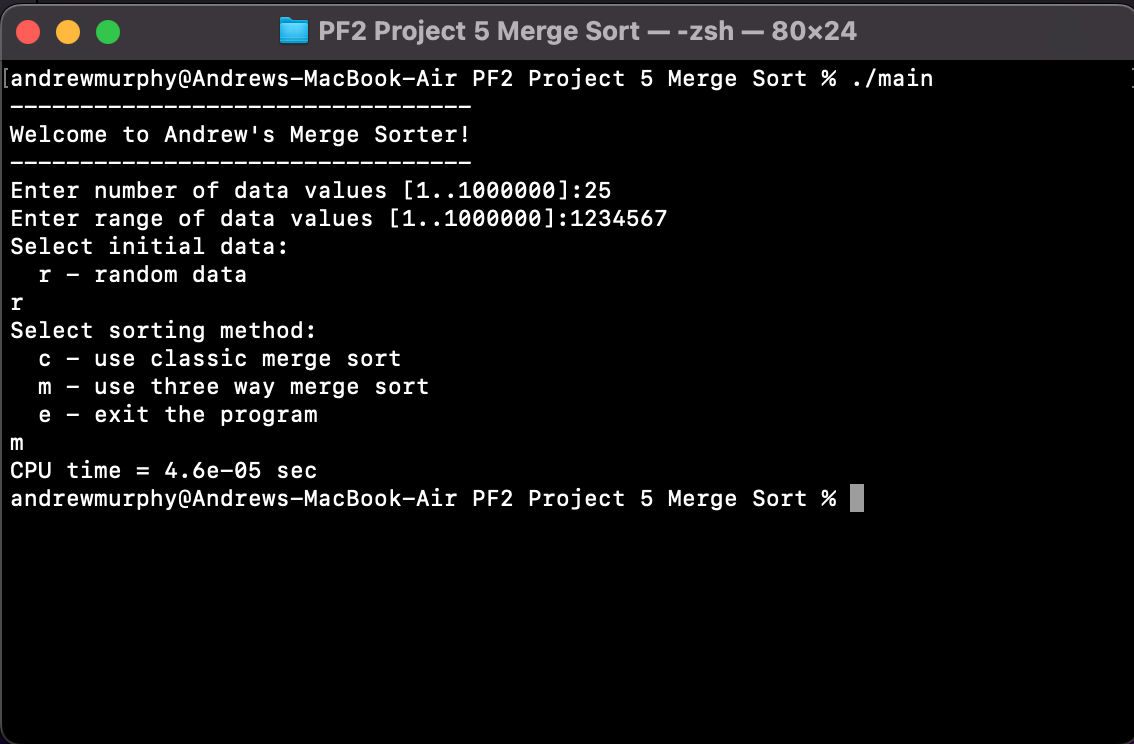 PF2 Project 5 Merge Sort — -zsh — 80×24
andrewmurphy@Andrews-MacBook-Air PF2 Project 5 Merge Sort % ./main
---------------------------------
Welcome to Andrew's Merge Sorter!
---------------------------------
Enter number of data values [1..1000000]:25
Enter range of data values [1..1000000]:1234567
Select initial data:
  r - random data
r
Select sorting method:
  c - use classic merge sort
  m - use three way merge sort
  e - exit the program
m
CPU time = 4.6e-05 sec
andrewmurphy@Andrews-MacBook-Air PF2 Project 5 Merge Sort %